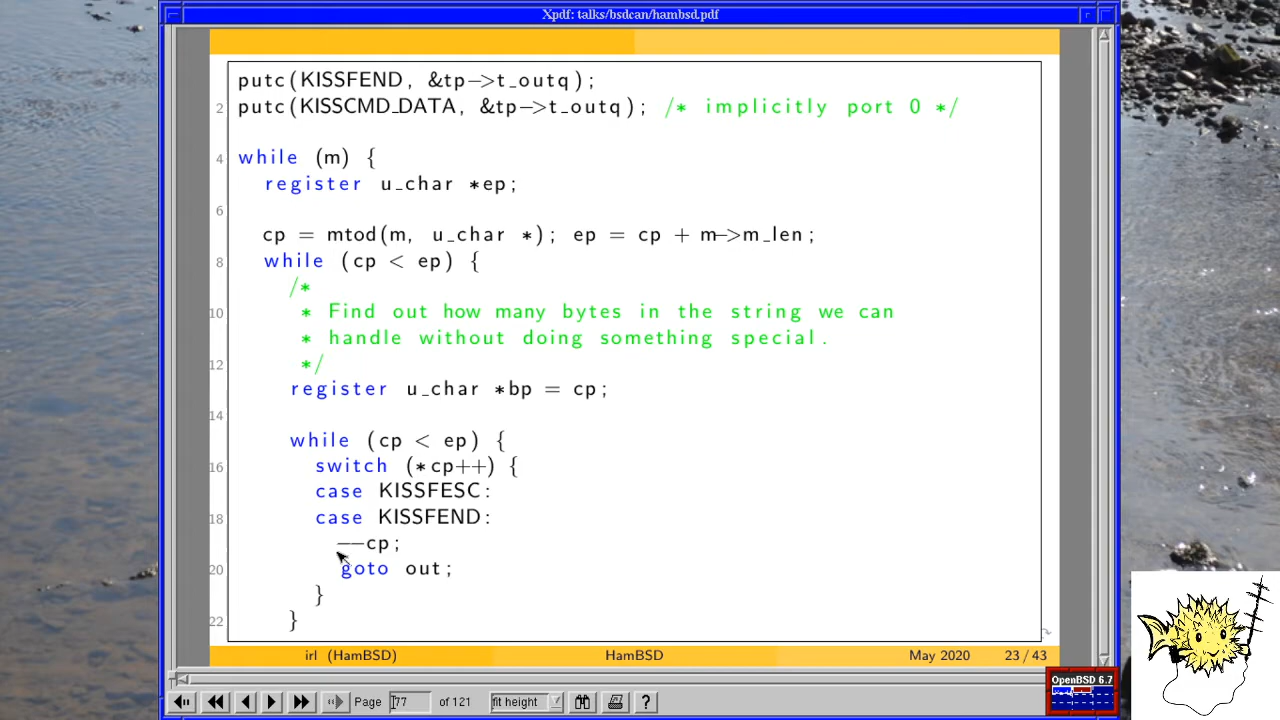 Xpdf: talks/bsdcan/hambsd.pdf
putc(KISSFEND, &tp->t_outq);
2 putc(KISSCMD_DATA, &tp->t_outq); /* implicitly port 0 */
4 while (m) {
register u_char *ep;
6
cp = mtod(m, u_char *); ep = cp + m->m_len;
8 while (cp < ep) {
/*
10 * Find out how many bytes in the string we can
* handle without doing something special.
12 */
register u_char *bp = cp;
14
while (cp < ep) {
16 switch (*cp++) {
case KISSFESC:
18 case KISSFEND:
--cp;
20 goto out;
}
22 }
irl (HamBSD) HamBSD May 2020 23 / 43
OpenBSD 6.7
Page 77 of 121 fit height ?